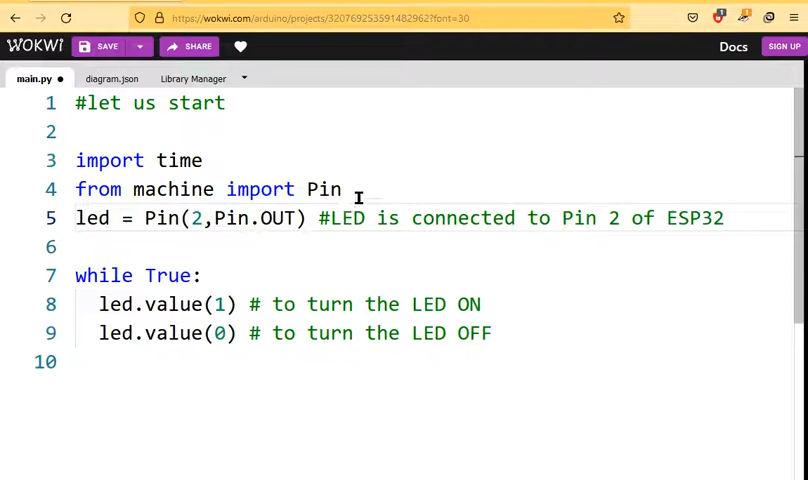 https://wokwi.com/arduino/projects/320769253591482962?font=30
1
WOKWI SAVE SHARE Docs SIGN UP
main.py diagram.json Library Manager
1 #let us start
2
3 import time
4 from machine import Pin
5 led = Pin(2,Pin.OUT) #LED is connected to Pin 2 of ESP32
6
7 while True:
8 led.value(1) # to turn the LED ON
9 led.value(0) # to turn the LED OFF
10